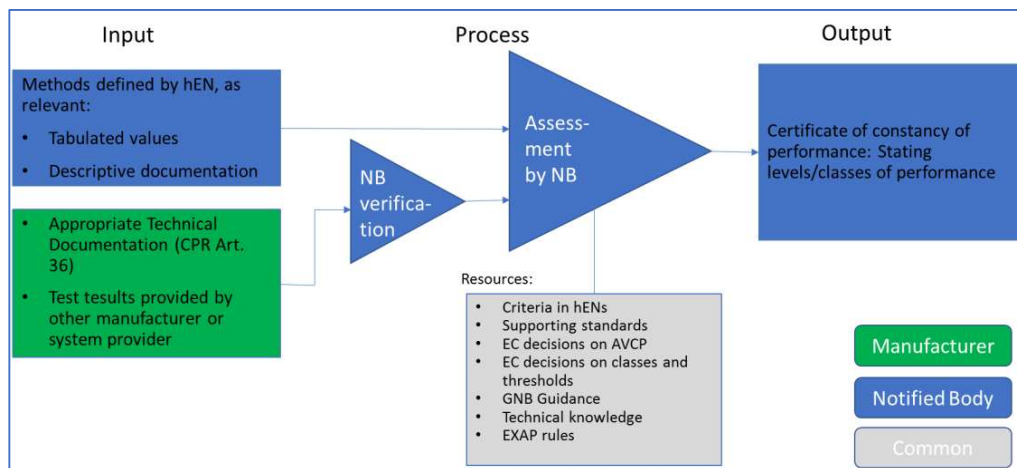 Input
Process
Output
Methods defined by hEN, as
relevant:
• Tabulated values
• Descriptive documentation
• Appropriate Technical
Documentation (CPR Art.
36)
• Test tesults provided by
other manufacturer or
system provider
NB
verifica-
tion
Assess-
ment
by NB
Certificate of constancy of
performance: Stating
levels/classes of performance
Resources:
• Criteria in hENs
• Supporting standards
• EC decisions on AVCP
• EC decisions on classes and
thresholds
• GNB Guidance
• Technical knowledge
• EXAP rules
Manufacturer
Notified Body
Common